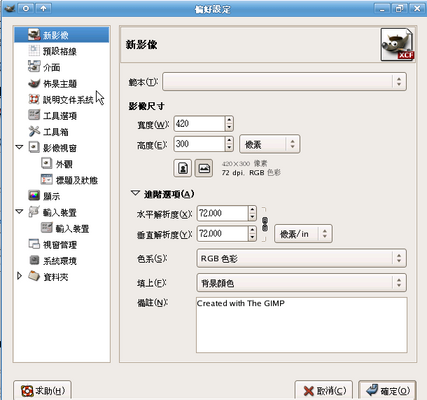 偏好設定
新影像
預設格線
介面
佈景主題
說明文件系統
工具選項
工具箱
影像視窗
外觀
標題及狀態
顯示
輸入裝置
輸入裝置
視窗管理
系統環境
資料夾
新影像
XCF
範本(T):
影像尺寸
寬度(W): 420
高度(E): 300 像素
420×300 像素
72 dpi, RGB 色彩
進階選項(A)
水平解析度(X): 72.000
垂直解析度(Y): 72.000 像素/in
色系(S): RGB 色彩
填上(F): 背景顏色
備註(N): Created with The GIMP
求助(H) 取消(C) 確定(O)